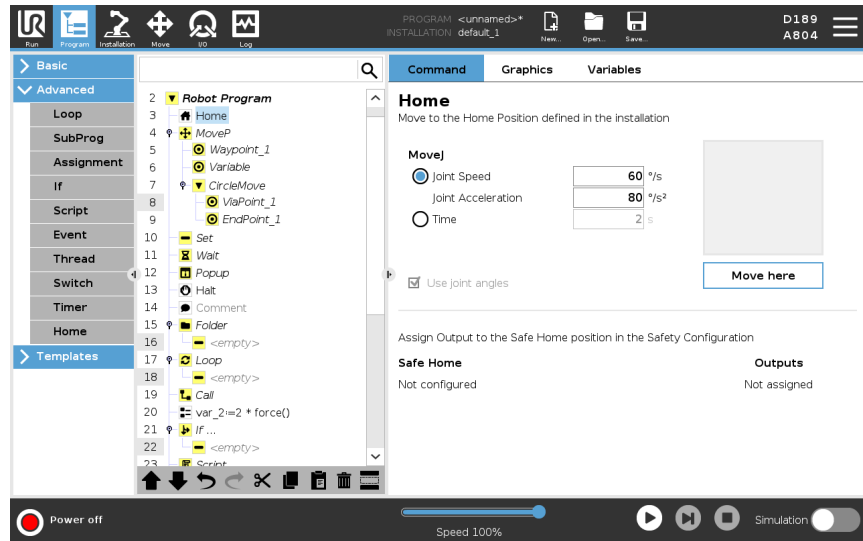 PROGRAM <unnamed>*
INSTALLATION default_1
D189
A804
Run Program Installation Move I/O Log New... Open... Save...
Basic
Advanced
Loop
SubProg
Assignment
If
Script
Event
Thread
Switch
Timer
Home
Templates
2 Robot Program
3 Home
4 MoveP
5 Waypoint_1
6 Variable
7 CircleMove
8 ViaPoint_1
9 EndPoint_1
10 Set
11 Wait
12 Popup
13 Halt
14 Comment
15 Folder
16 <empty>
17 Loop
18 <empty>
19 Call
20 var_2:=2 * force()
21 If ...
22 <empty>
23 Script
Command Graphics Variables
Home
Move to the Home Position defined in the installation
MoveJ
Joint Speed 60 °/s
Joint Acceleration 80 °/s²
Time 2 s
Use joint angles
Move here
Assign Output to the Safe Home position in the Safety Configuration
Safe Home Outputs
Not configured Not assigned
Power off
Speed 100%
Simulation